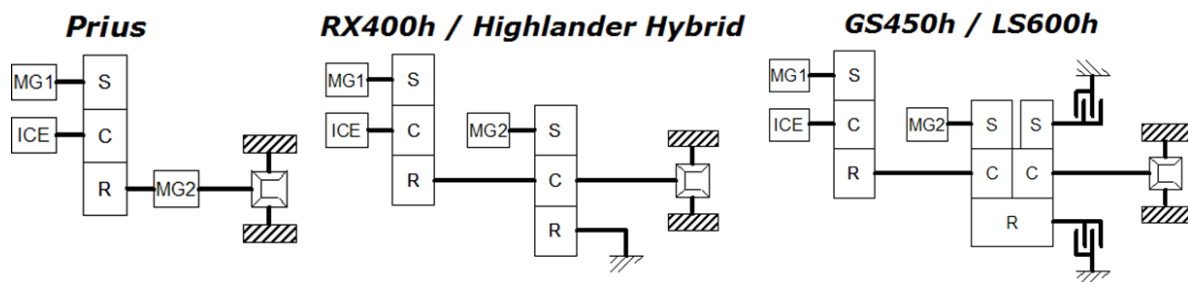 Prius
MG1 S
ICE C
R MG2
RX400h / Highlander Hybrid
MG1 S
ICE C MG2 S
R C
R
GS450h / LS600h
MG1 S
ICE C MG2 S S
R C C
R